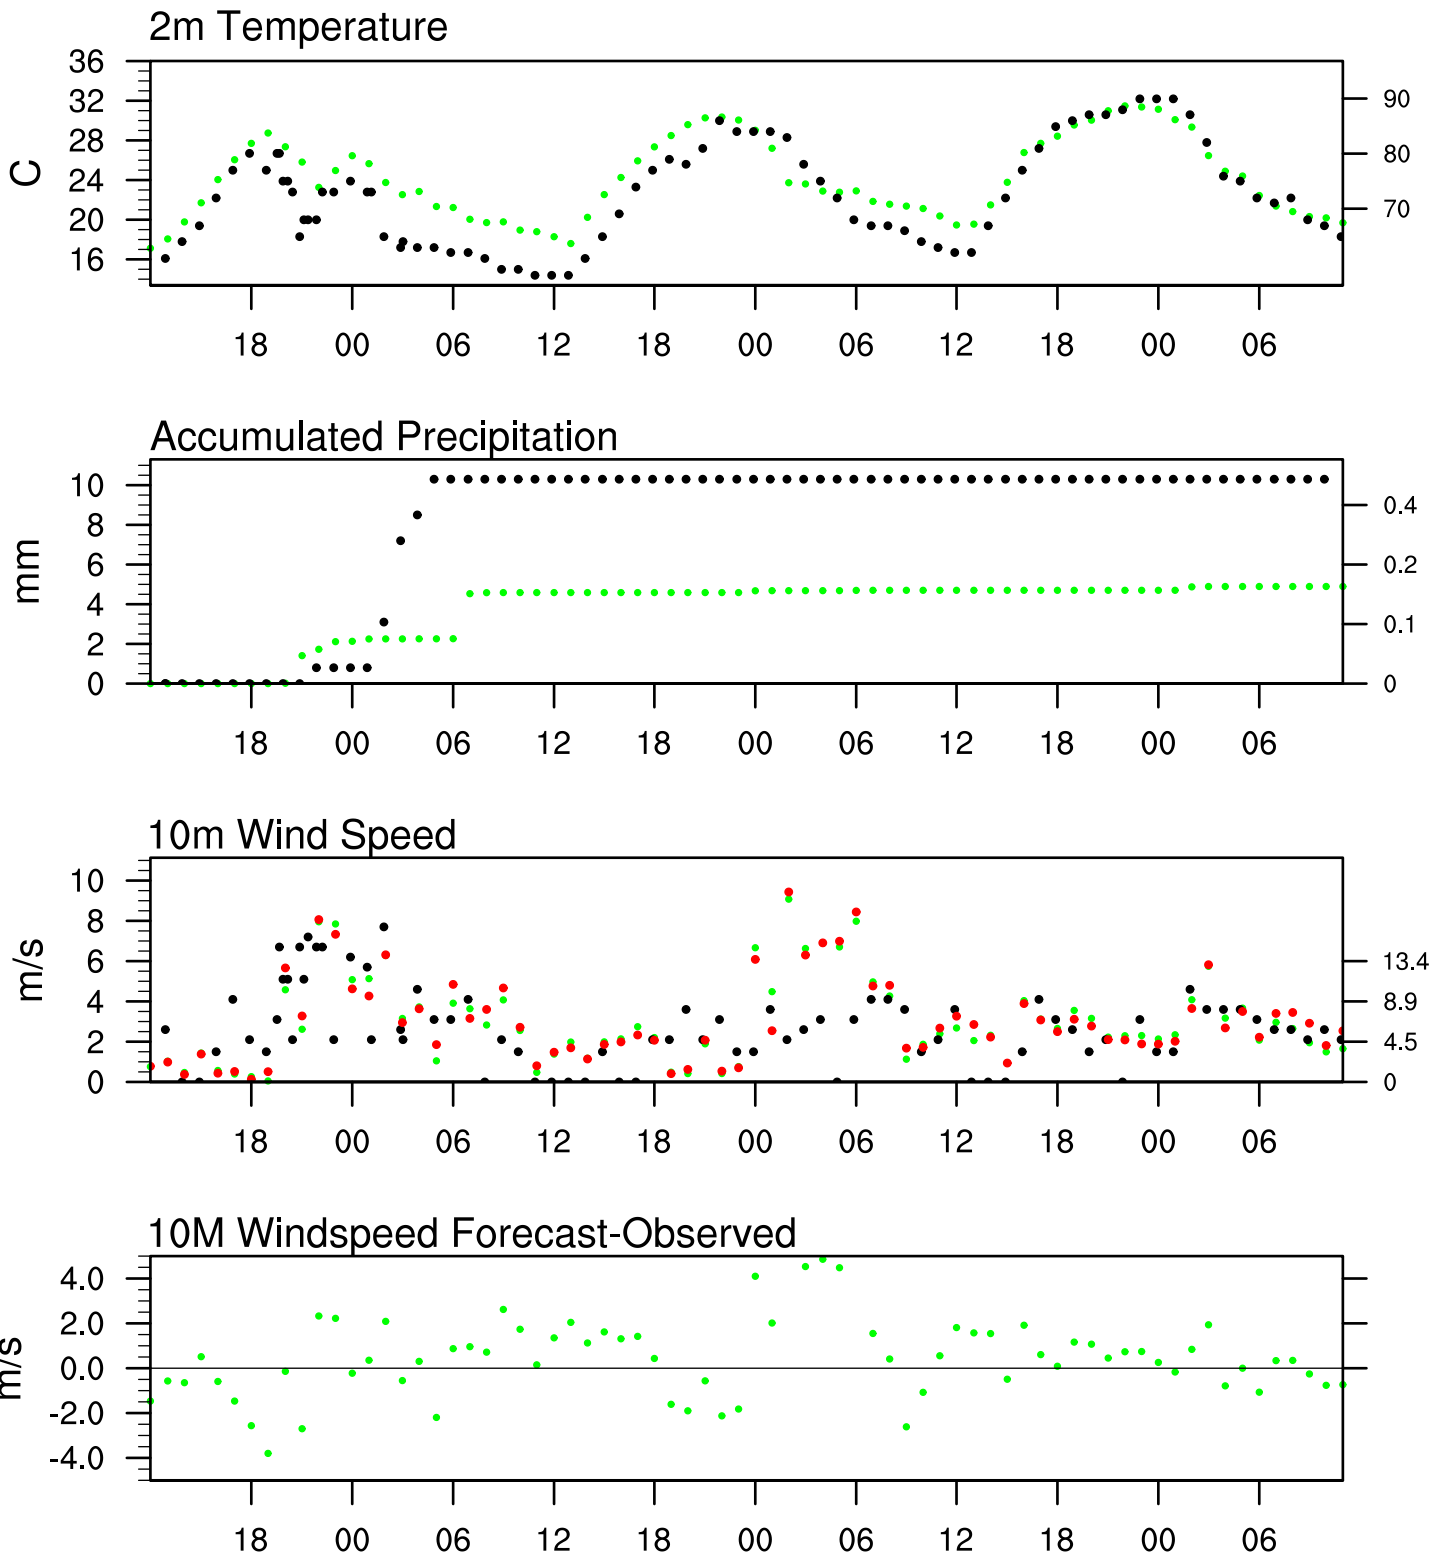 2m Temperature
36
32
28
24
20
16
C
90
80
70
18 00 06 12 18 00 06 12 18 00 06
Accumulated Precipitation
10
8
6
4
2
0
mm
0.4
0.2
0.1
0
18 00 06 12 18 00 06 12 18 00 06
10m Wind Speed
10
8
6
4
2
0
m/s
13.4
8.9
4.5
0
18 00 06 12 18 00 06 12 18 00 06
10M Windspeed Forecast-Observed
4.0
2.0
0.0
-2.0
-4.0
m/s
18 00 06 12 18 00 06 12 18 00 06